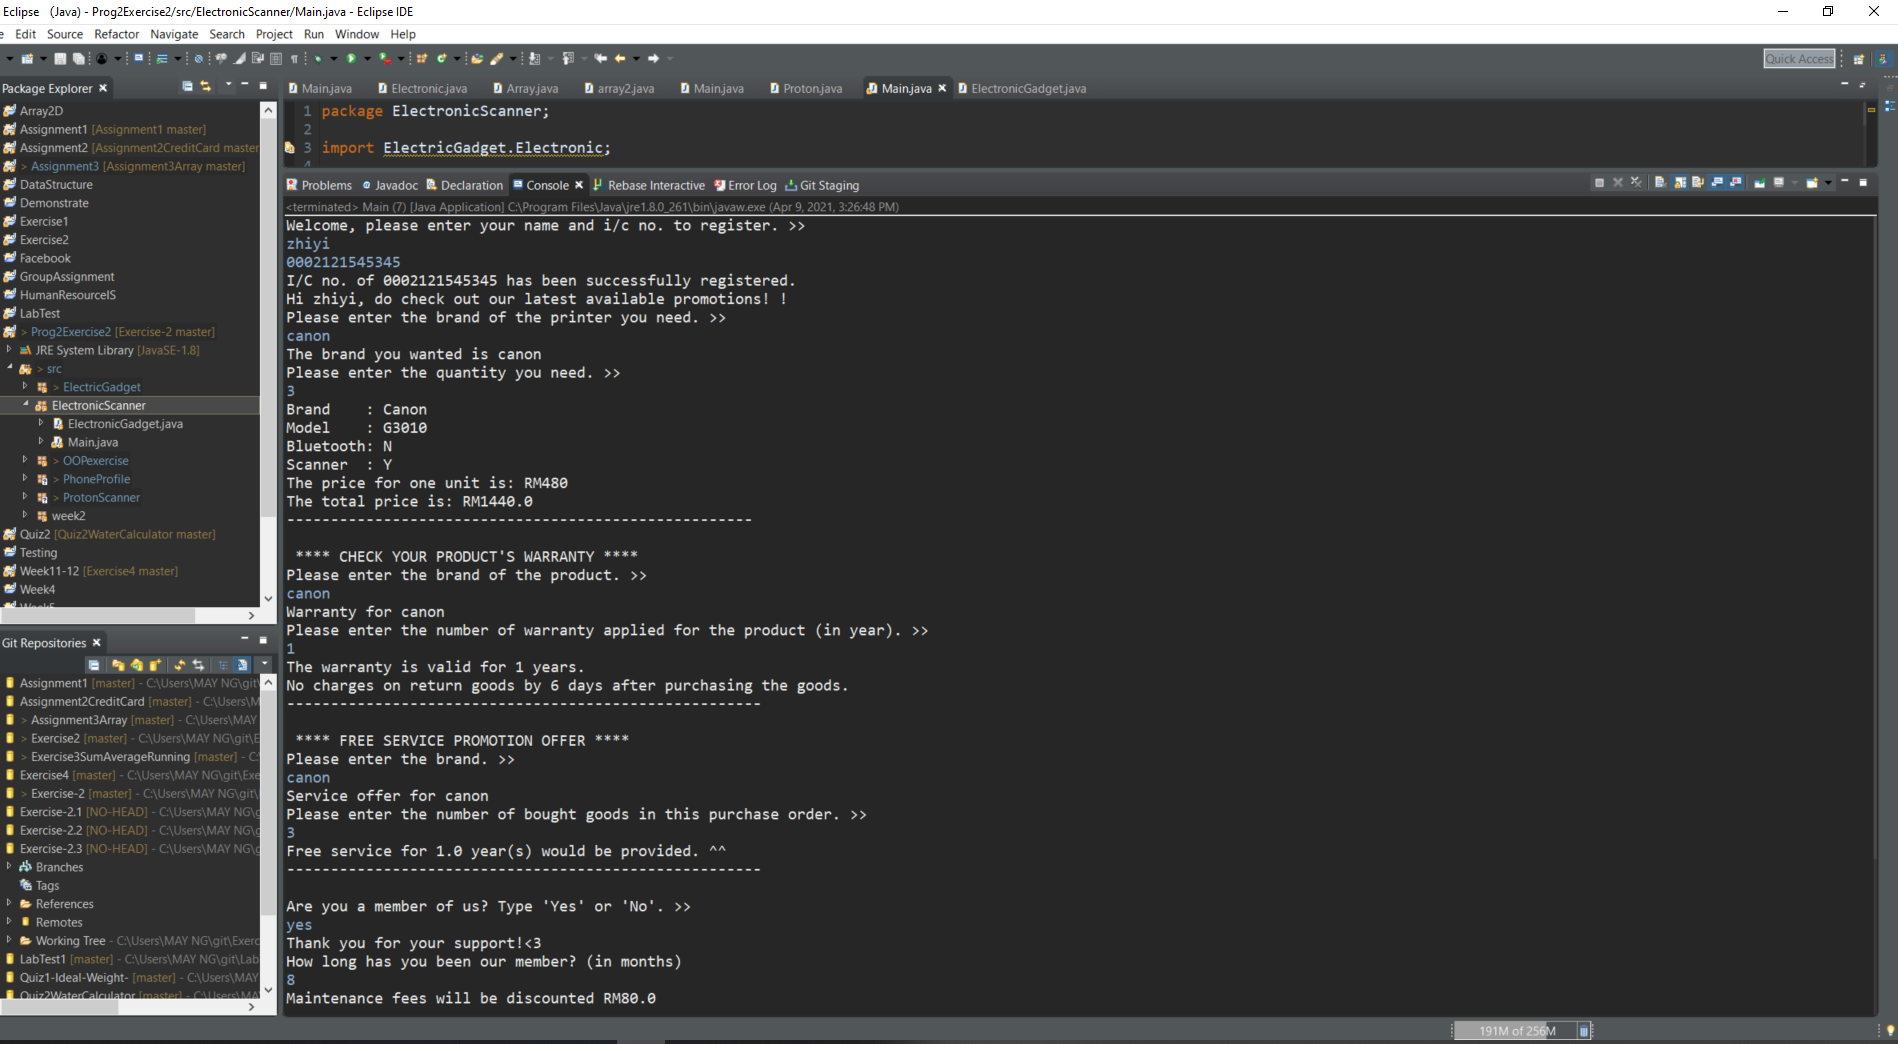 Eclipse (Java) - Prog2Exercise2/src/ElectronicScanner/Main.java - Eclipse IDE
e Edit Source Refactor Navigate Search Project Run Window Help
Quick Access
Package Explorer
Array2D
Assignment1 [Assignment1 master]
Assignment2 [Assignment2CreditCard master
> Assignment3 [Assignment3Array master]
DataStructure
Demonstrate
Exercise1
Exercise2
Facebook
GroupAssignment
HumanResourceIS
LabTest
> Prog2Exercise2 [Exercise-2 master]
JRE System Library [JavaSE-1.8]
> src
> ElectricGadget
ElectronicScanner
ElectronicGadget.java
Main.java
> OOPexercise
> PhoneProfile
> ProtonScanner
week2
Quiz2 [Quiz2WaterCalculator master]
Testing
Week11-12 [Exercise4 master]
Week4
Week5
Git Repositories
Assignment1 [master] - C:\Users\MAY NG\git\
Assignment2CreditCard [master] - C:\Users\M
> Assignment3Array [master] - C:\Users\MAY
> Exercise2 [master] - C:\Users\MAY NG\git\E
> Exercise3SumAverageRunning [master] - C:
Exercise4 [master] - C:\Users\MAY NG\git\Exe
> Exercise-2 [master] - C:\Users\MAY NG\git\
Exercise-2.1 [NO-HEAD] - C:\Users\MAY NG\g
Exercise-2.2 [NO-HEAD] - C:\Users\MAY NG\g
Exercise-2.3 [NO-HEAD] - C:\Users\MAY NG\g
Branches
Tags
References
Remotes
Working Tree - C:\Users\MAY NG\git\Exerc
LabTest1 [master] - C:\Users\MAY NG\git\Lab
Quiz1-Ideal-Weight- [master] - C:\Users\MAY
Quiz2WaterCalculator [master] - C:\Users\MA
Main.java Electronic.java Array.java array2.java Main.java Proton.java Main.java ElectronicGadget.java
1 package ElectronicScanner;
2
3 import ElectricGadget.Electronic;
4
Problems Javadoc Declaration Console Rebase Interactive Error Log Git Staging
<terminated> Main (7) [Java Application] C:\Program Files\Java\jre1.8.0_261\bin\javaw.exe (Apr 9, 2021, 3:26:48 PM)
Welcome, please enter your name and i/c no. to register. >>
zhiyi
0002121545345
I/C no. of 0002121545345 has been successfully registered.
Hi zhiyi, do check out our latest available promotions! !
Please enter the brand of the printer you need. >>
canon
The brand you wanted is canon
Please enter the quantity you need. >>
3
Brand    : Canon
Model    : G3010
Bluetooth: N
Scanner  : Y
The price for one unit is: RM480
The total price is: RM1440.0
-----------------------------------------------------
**** CHECK YOUR PRODUCT'S WARRANTY ****
Please enter the brand of the product. >>
canon
Warranty for canon
Please enter the number of warranty applied for the product (in year). >>
1
The warranty is valid for 1 years.
No charges on return goods by 6 days after purchasing the goods.
------------------------------------------------------
**** FREE SERVICE PROMOTION OFFER ****
Please enter the brand. >>
canon
Service offer for canon
Please enter the number of bought goods in this purchase order. >>
3
Free service for 1.0 year(s) would be provided. ^^
------------------------------------------------------
Are you a member of us? Type 'Yes' or 'No'. >>
yes
Thank you for your support!<3
How long has you been our member? (in months)
8
Maintenance fees will be discounted RM80.0
191M of 256M